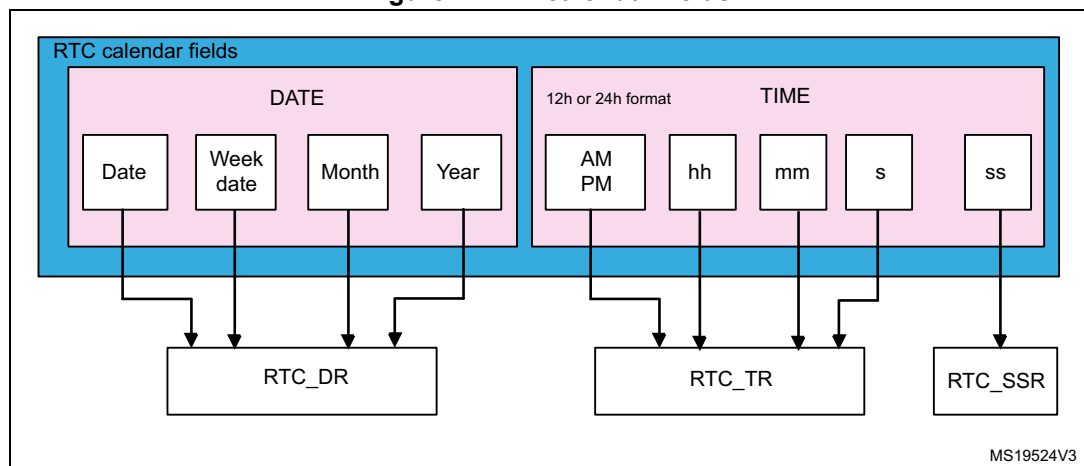 RTC calendar fields
DATE
12h or 24h format
TIME
Date
Week
date
Month
Year
AM
PM
hh
mm
s
ss
RTC_DR
RTC_TR
RTC_SSR
MS19524V3